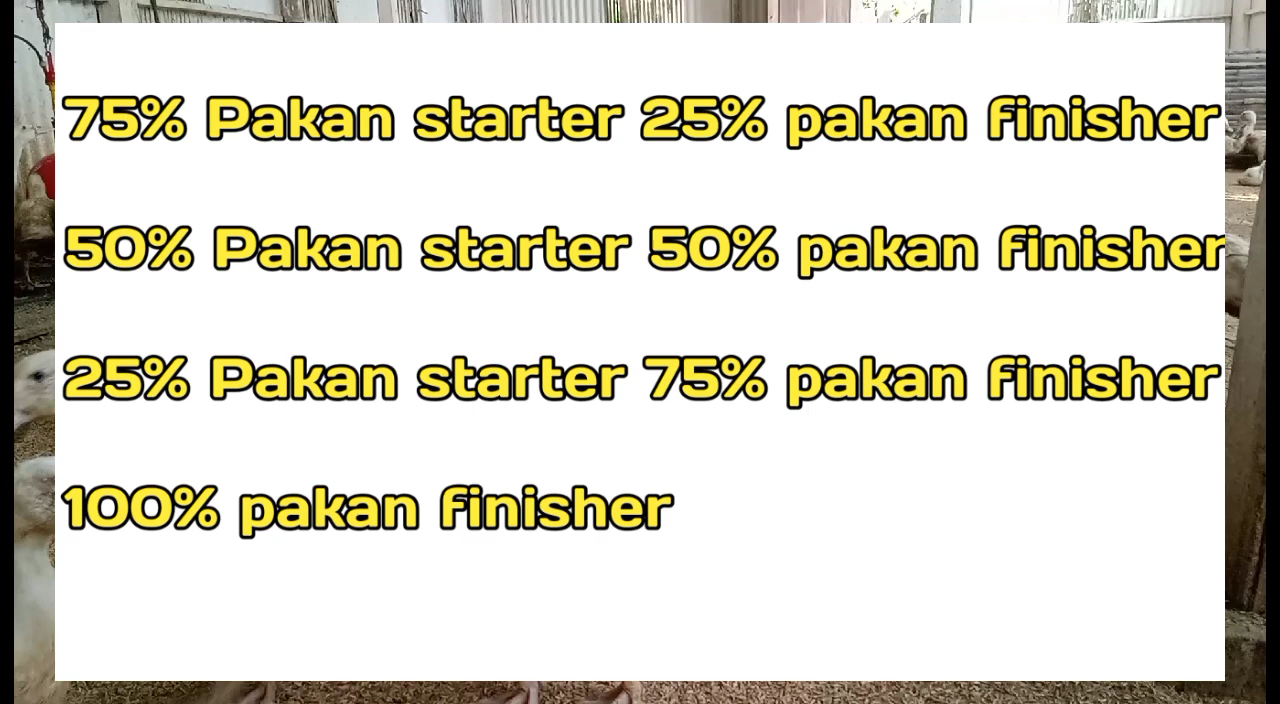 75% Pakan starter 25% pakan finisher
50% Pakan starter 50% pakan finisher
25% Pakan starter 75% pakan finisher
100% pakan finisher